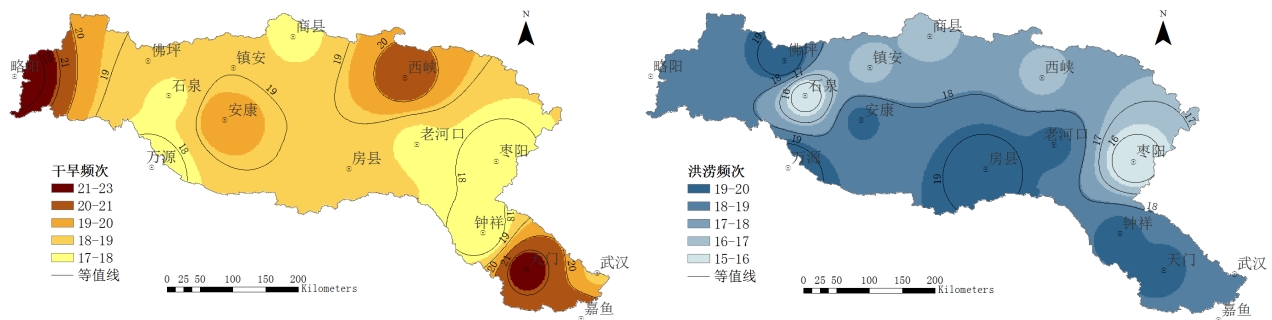 N
商县
20
佛坪
20
镇安
19
略阳
21
19
西峡
石泉
19
安康
老河口
18
万源
枣阳
房县
干旱频次
21-23
20-21
19-20
18-19
17-18
等值线
18
18
钟祥
19
20
21
天门
20
武汉
嘉鱼
0 25 50 100 150 200
Kilometers
N
商县
19
佛坪
镇安
略阳
18
17
西峡
石泉
16
18
安康
17
17
老河口
16
19
枣阳
万源
房县
19
洪涝频次
19-20
18-19
17-18
16-17
15-16
等值线
18
钟祥
天门
武汉
嘉鱼
0 25 50 100 150 200
Kilometers